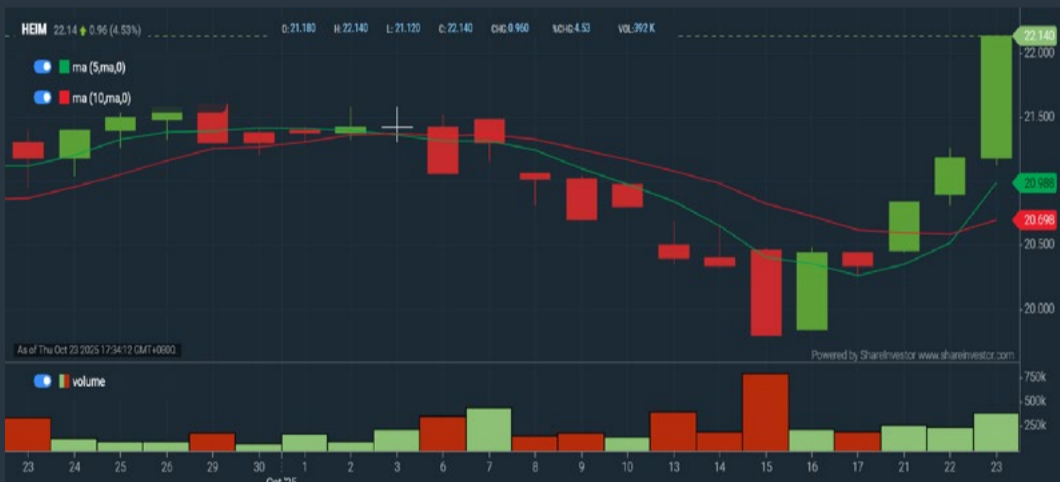 HEIM 22.14 0.96 (4.53%) O:21.180 H:22.140 L:21.120 C:22.140 CHG:0.960 %CHG:4.53 VOL:392 K
ma (5,ma,0)
ma (10,ma,0)
22.140
22.000
21.500
20.988
20.698
20.500
20.000
As of Thu Oct 23 2025 17:34:12 GMT+0800
Powered by ShareInvestor www.shareinvestor.com
volume
750k
500k
250k
23 24 25 26 29 30 1 2 3 6 7 8 9 10 13 14 15 16 17 21 22 23
Oct '25